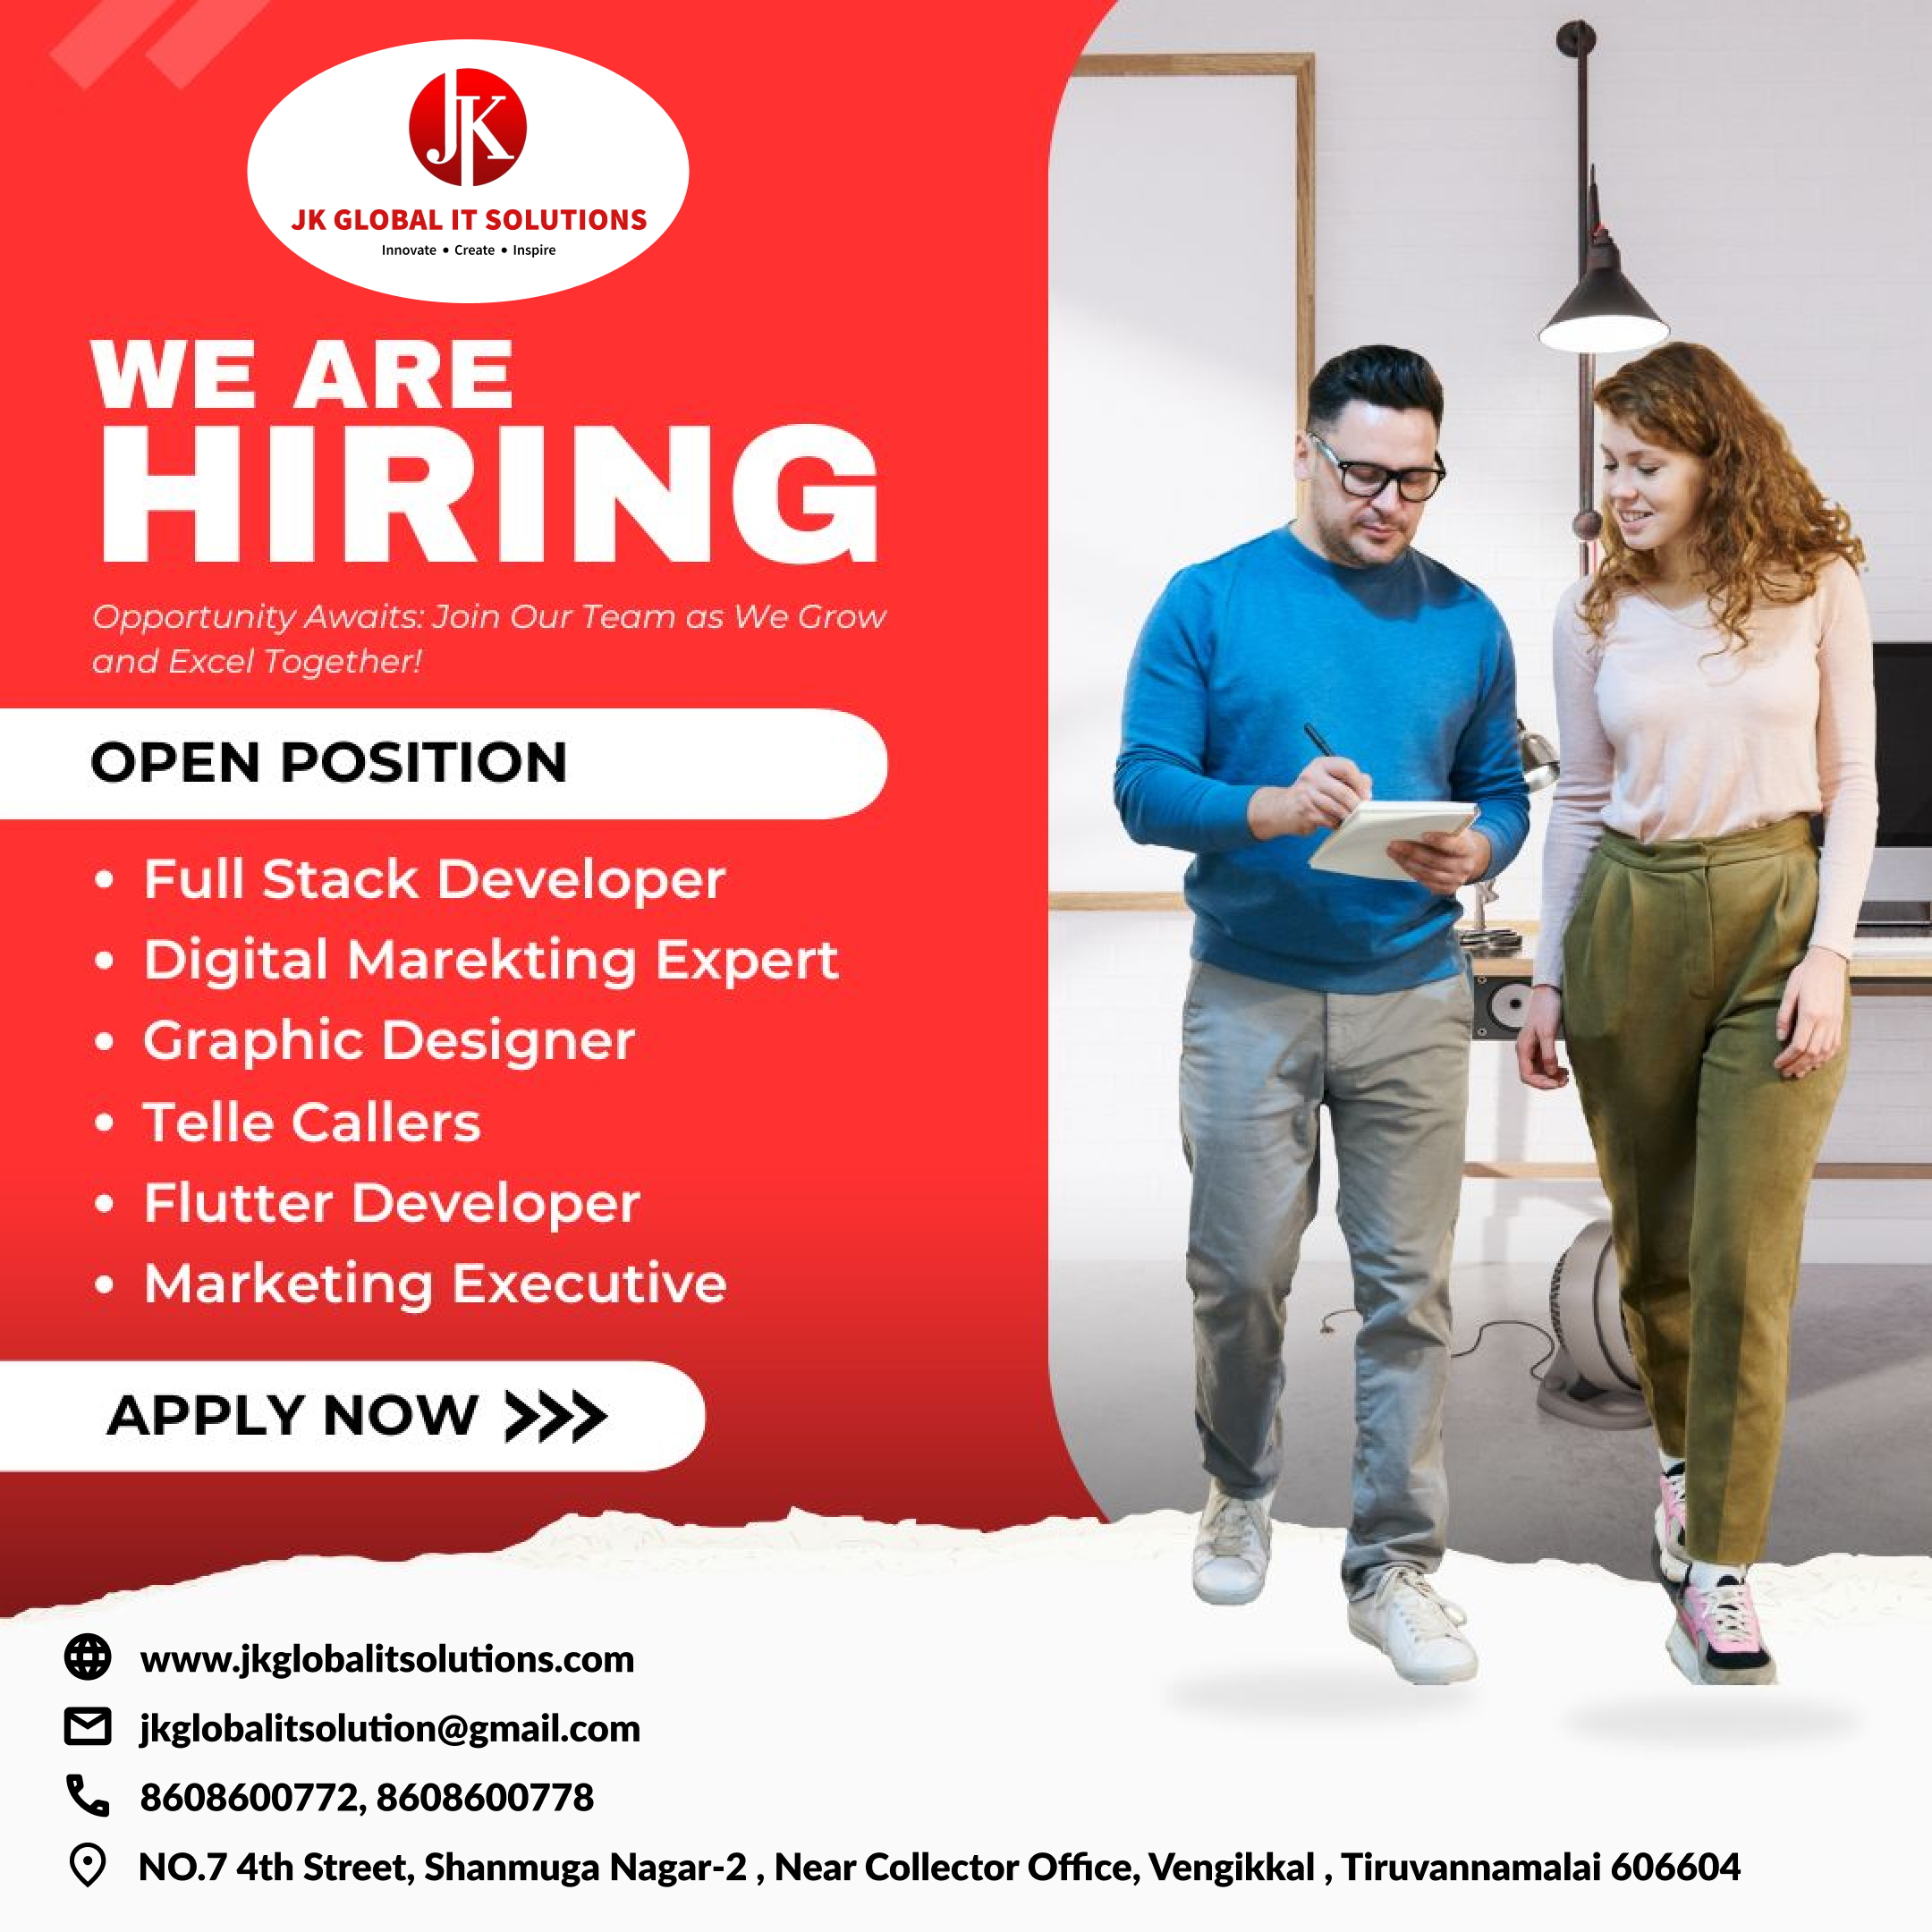 JK
JK GLOBAL IT SOLUTIONS
Innovate • Create • Inspire
WE ARE
HIRING
Opportunity Awaits: Join Our Team as We Grow
and Excel Together!
OPEN POSITION
• Full Stack Developer
• Digital Marekting Expert
• Graphic Designer
• Telle Callers
• Flutter Developer
• Marketing Executive
APPLY NOW
www.jkglobalitsolutions.com
jkglobalitsolution@gmail.com
8608600772, 8608600778
NO.7 4th Street, Shanmuga Nagar-2 , Near Collector Office, Vengikkal , Tiruvannamalai 606604